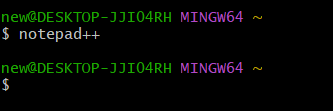 new@DESKTOP-JJIO4RH MINGW64 ~
$ notepad++
new@DESKTOP-JJIO4RH MINGW64 ~
$